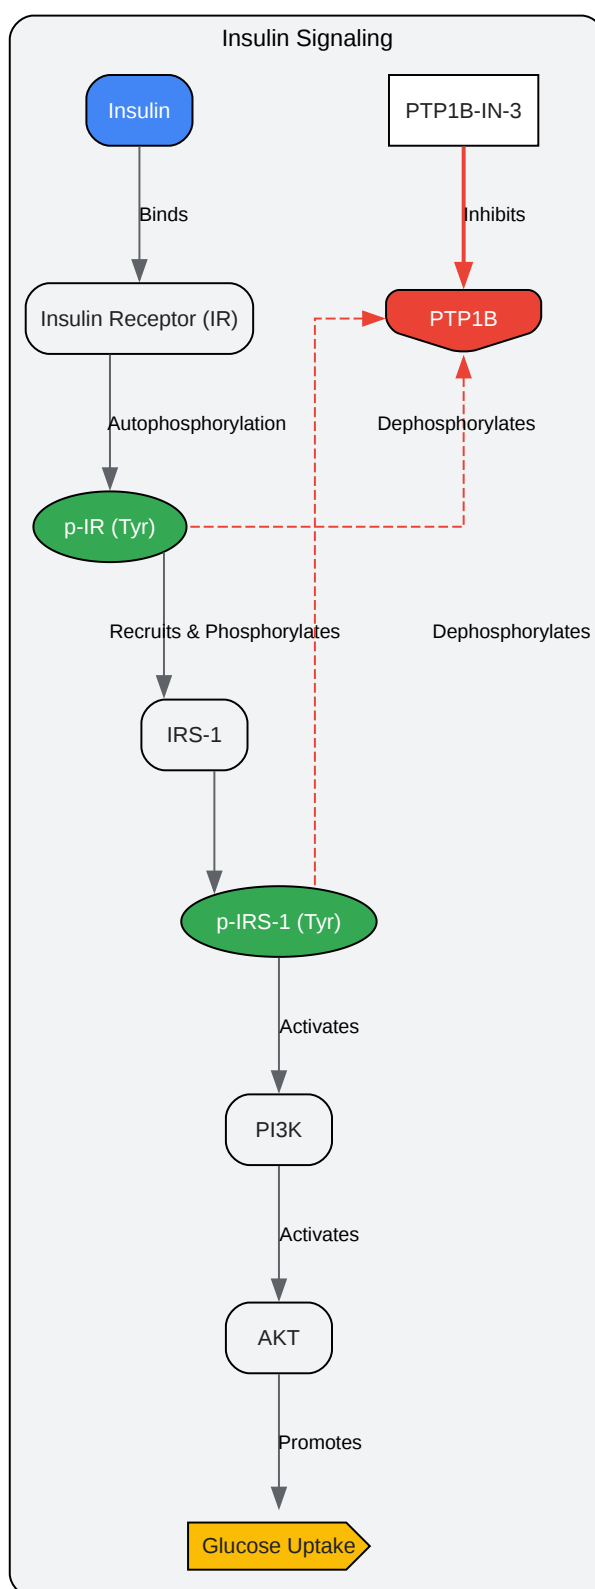 Insulin Signaling
Insulin
PTP1B-IN-3
Binds
Inhibits
Insulin Receptor (IR)
PTP1B
Autophosphorylation
Dephosphorylates
p-IR (Tyr)
Recruits & Phosphorylates
Dephosphorylates
IRS-1
p-IRS-1 (Tyr)
Activates
PI3K
Activates
AKT
Promotes
Glucose Uptake